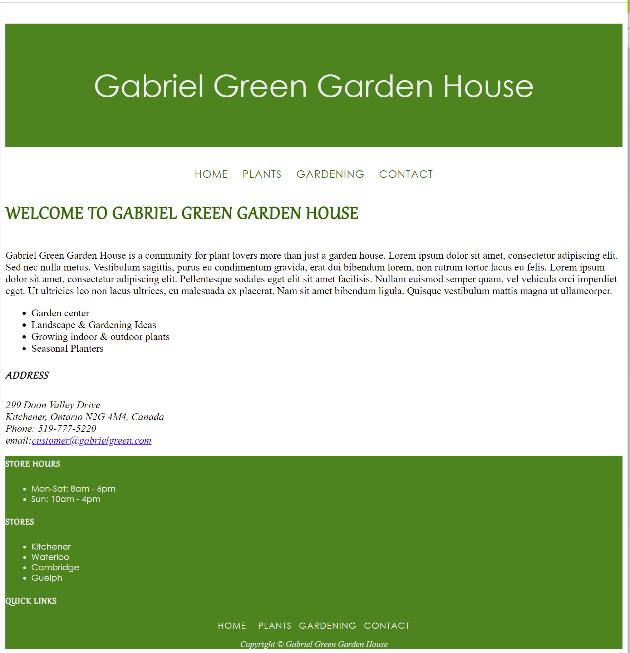 Gabriel Green Garden House
HOME PLANTS GARDENING CONTACT
WELCOME TO GABRIEL GREEN GARDEN HOUSE
Gabriel Green Garden House is a community for plant lovers more than just a garden house. Lorem ipsum dolor sit amet, consectetur adipiscing elit.
Sed nec nulla metus. Vestibulum sagittis, purus eu condimentum gravida, erat dui bibendum lorem, non rutrum tortor lacus eu felis. Lorem ipsum
dolor sit amet, consectetur adipiscing elit. Pellentesque sodales eget elit sit amet facilisis. Nullam euismod semper quam, vel vehicula orci imperdiet
eget. Ut ultricies leo non lacus ultrices, eu malesuada ex placerat. Nam sit amet bibendum ligula. Quisque vestibulum mattis magna ut ullamcorper.
• Garden center
• Landscape & Gardening Ideas
• Growing indoor & outdoor plants
• Seasonal Planters
ADDRESS
299 Doon Valley Drive
Kitchener, Ontario N2G 4M4, Canada
Phone: 519-777-5220
email:customer@gabrielgreen.com
STORE HOURS
• Mon-Sat: 8am - 6pm
• Sun: 10am - 4pm
STORES
• Kitchener
• Waterloo
• Cambridge
• Guelph
QUICK LINKS
HOME PLANTS GARDENING CONTACT
Copyright © Gabriel Green Garden House